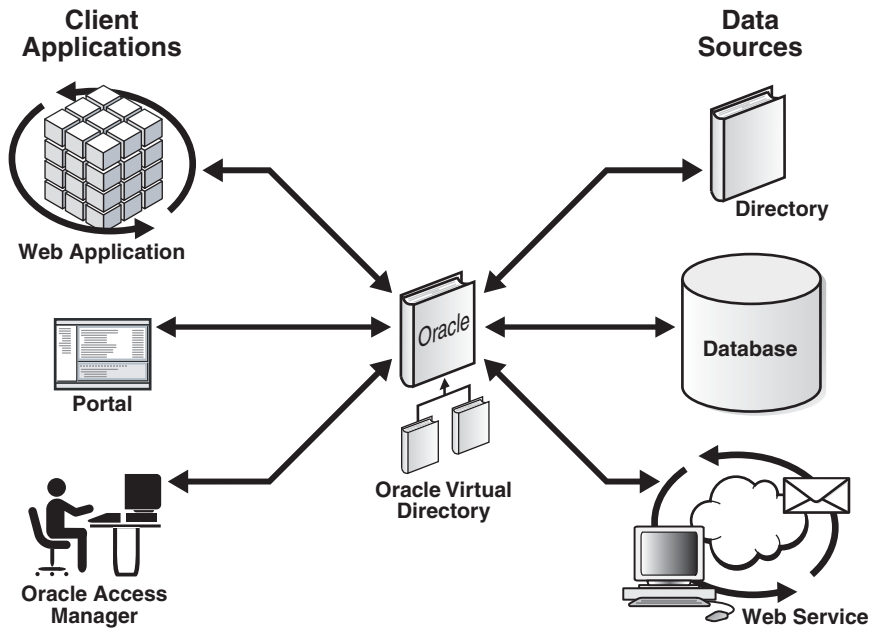 Client
Applications
Data
Sources
Web Application
Directory
Oracle
Database
Portal
Oracle Virtual
Directory
Oracle Access
Manager
Web Service